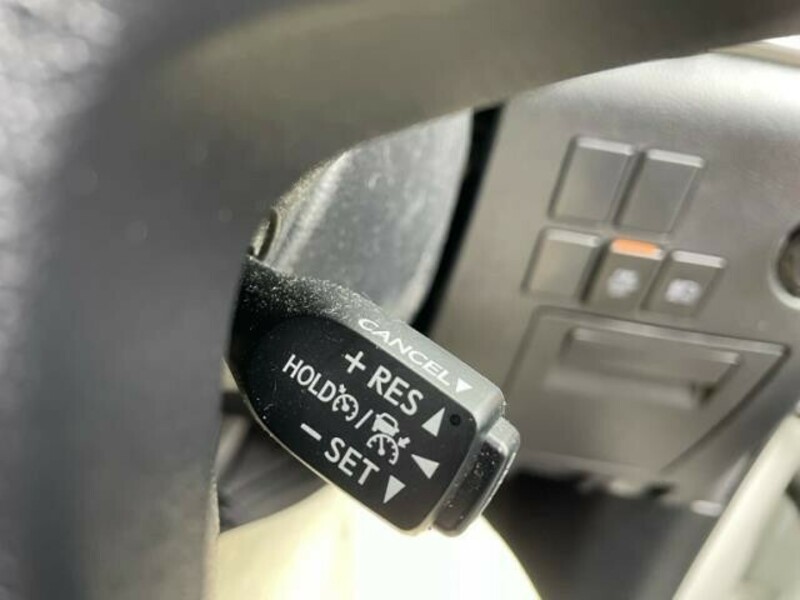 CANCEL▼
+ RES ▲
HOLD /
- SET ▼